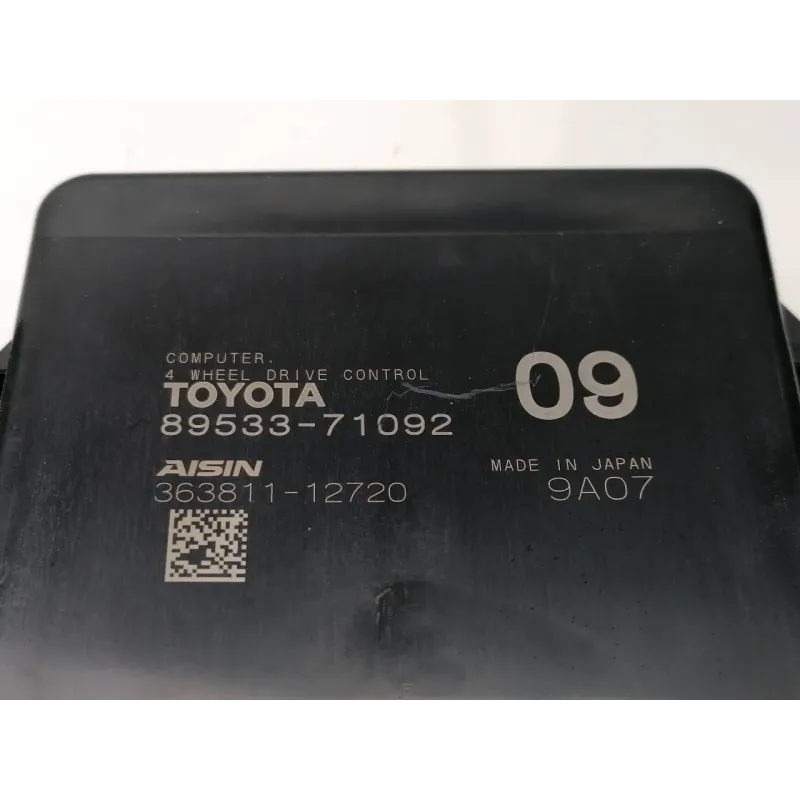 COMPUTER.
4 WHEEL DRIVE CONTROL
TOYOTA
89533-71092
09
AISIN
363811-12720
MADE IN JAPAN
9A07